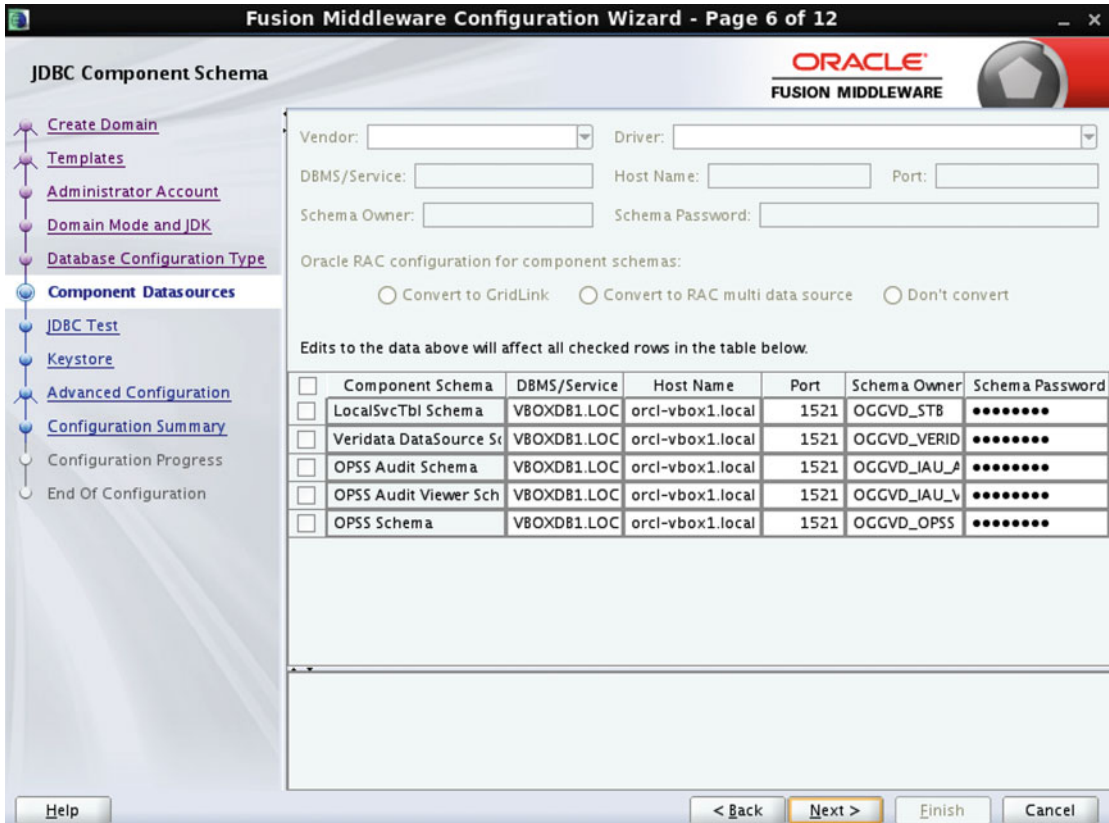 Fusion Middleware Configuration Wizard - Page 6 of 12
JDBC Component Schema
ORACLE
FUSION MIDDLEWARE
Create Domain
Templates
Administrator Account
Domain Mode and JDK
Database Configuration Type
Component Datasources
JDBC Test
Keystore
Advanced Configuration
Configuration Summary
Configuration Progress
End Of Configuration
Vendor: Driver:
DBMS/Service: Host Name: Port:
Schema Owner: Schema Password:
Oracle RAC configuration for component schemas:
Convert to GridLink Convert to RAC multi data source Don't convert
Edits to the data above will affect all checked rows in the table below.
Component Schema DBMS/Service Host Name Port Schema Owner Schema Password
LocalSvcTbl Schema VBOXDB1.LOC orcl-vbox1.local 1521 OGGVD_STB ••••••••
Veridata DataSource Sc VBOXDB1.LOC orcl-vbox1.local 1521 OGGVD_VERID ••••••••
OPSS Audit Schema VBOXDB1.LOC orcl-vbox1.local 1521 OGGVD_IAU_A ••••••••
OPSS Audit Viewer Sch VBOXDB1.LOC orcl-vbox1.local 1521 OGGVD_IAU_V ••••••••
OPSS Schema VBOXDB1.LOC orcl-vbox1.local 1521 OGGVD_OPSS ••••••••
Help < Back Next > Finish Cancel